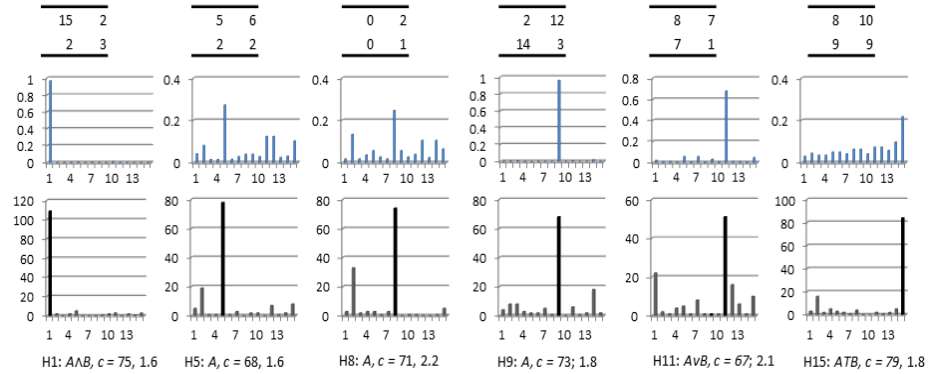 15 2 5 6 0 2 2 12 8 7 8 10
2 3 2 2 0 1 14 3 7 1 9 9
1 0.4 0.4 1 0.8 0.4
0.8 0.8 0.6
0.6 0.2 0.2 0.6 0.4 0.2
0.4 0.4 0.2
0.2 0.2
0 0 0 0 0 0
1 4 7 10 13 1 4 7 10 13 1 4 7 10 13 1 4 7 10 13 1 4 7 10 13 1 4 7 10 13
120 80 80 80 60 100
100 80
80 60 60 60 40 60
60 40 40 40 40
40 20 20 20 20 20
20
0 0 0 0 0 0
1 4 7 10 13 1 4 7 10 13 1 4 7 10 13 1 4 7 10 13 1 4 7 10 13 1 4 7 10 13
H1: AΛB, c = 75, 1.6 H5: A, c = 68, 1.6 H8: A, c = 71, 2.2 H9: A, c = 73; 1.8 H11: AvB, c = 67; 2.1 H15: ATB, c = 79, 1.8